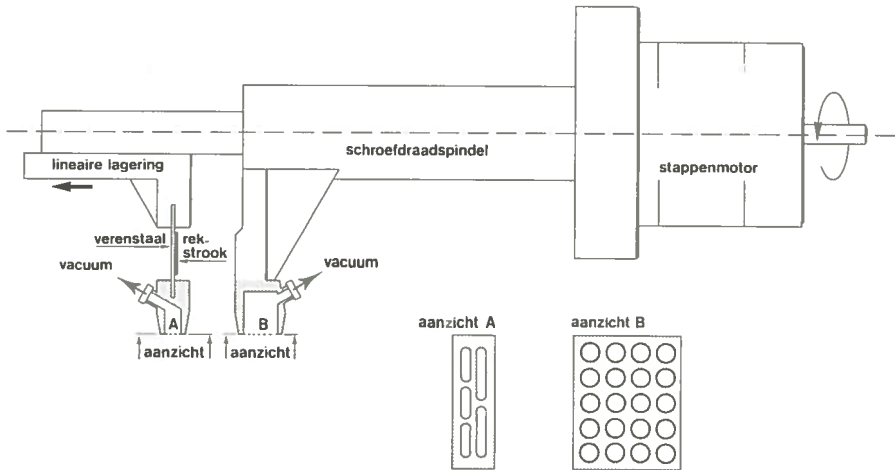 lineaire lagering
schroefdraadspindel
stappenmotor
verenstaal
rek-
strook
vacuum
vacuum
A
B
aanzicht
aanzicht
aanzicht A
aanzicht B